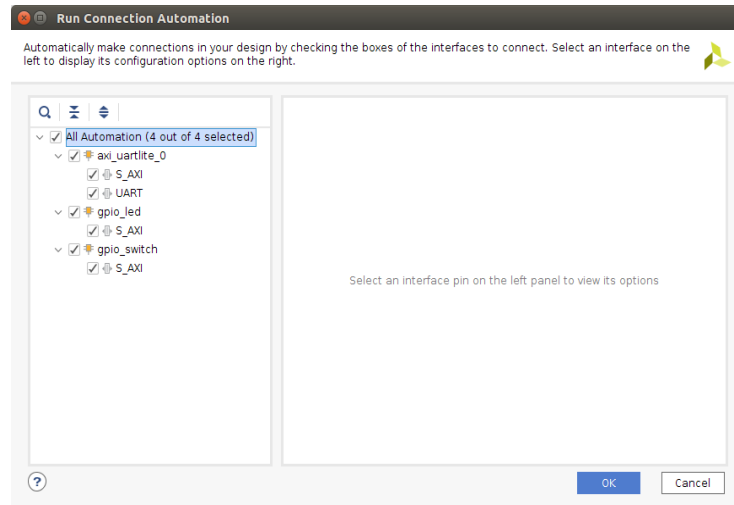 Run Connection Automation
Automatically make connections in your design by checking the boxes of the interfaces to connect. Select an interface on the
left to display its configuration options on the right.
All Automation (4 out of 4 selected)
axi_uartlite_0
S_AXI
UART
gpio_led
S_AXI
gpio_switch
S_AXI
Select an interface pin on the left panel to view its options
?
OK
Cancel